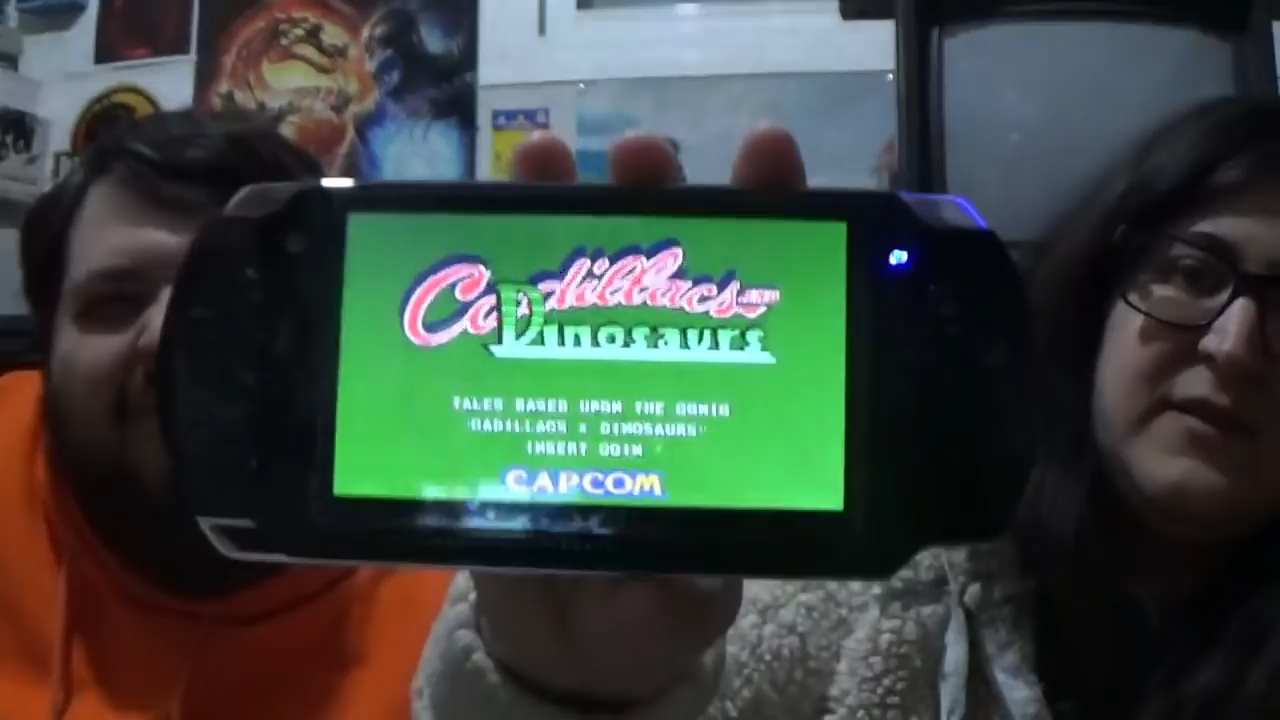 Cadillacs AND
Dinosaurs
TALES BASED UPON THE COMIC
"CADILLACS & DINOSAURS"
INSERT COIN
CAPCOM